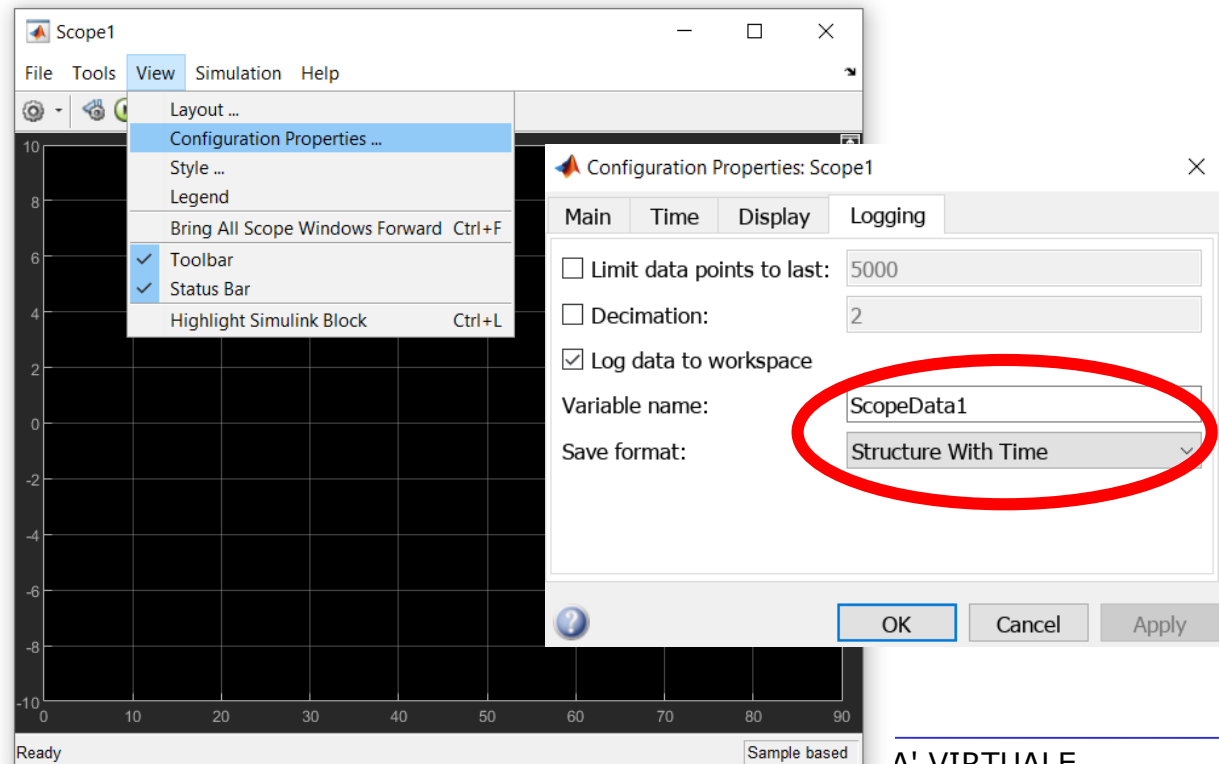 Scope1
File Tools View Simulation Help
Layout ...
Configuration Properties ...
Style ...
Legend
Bring All Scope Windows Forward Ctrl+F
Toolbar
Status Bar
Highlight Simulink Block Ctrl+L
10
8
6
4
2
0
-2
-4
-6
-8
-10
0 10 20 30 40 50 60 70 80 90
Ready Sample based
Configuration Properties: Scope1
Main Time Display Logging
Limit data points to last: 5000
Decimation: 2
Log data to workspace
Variable name: ScopeData1
Save format: Structure With Time
OK Cancel Apply
A' VIRTUALE